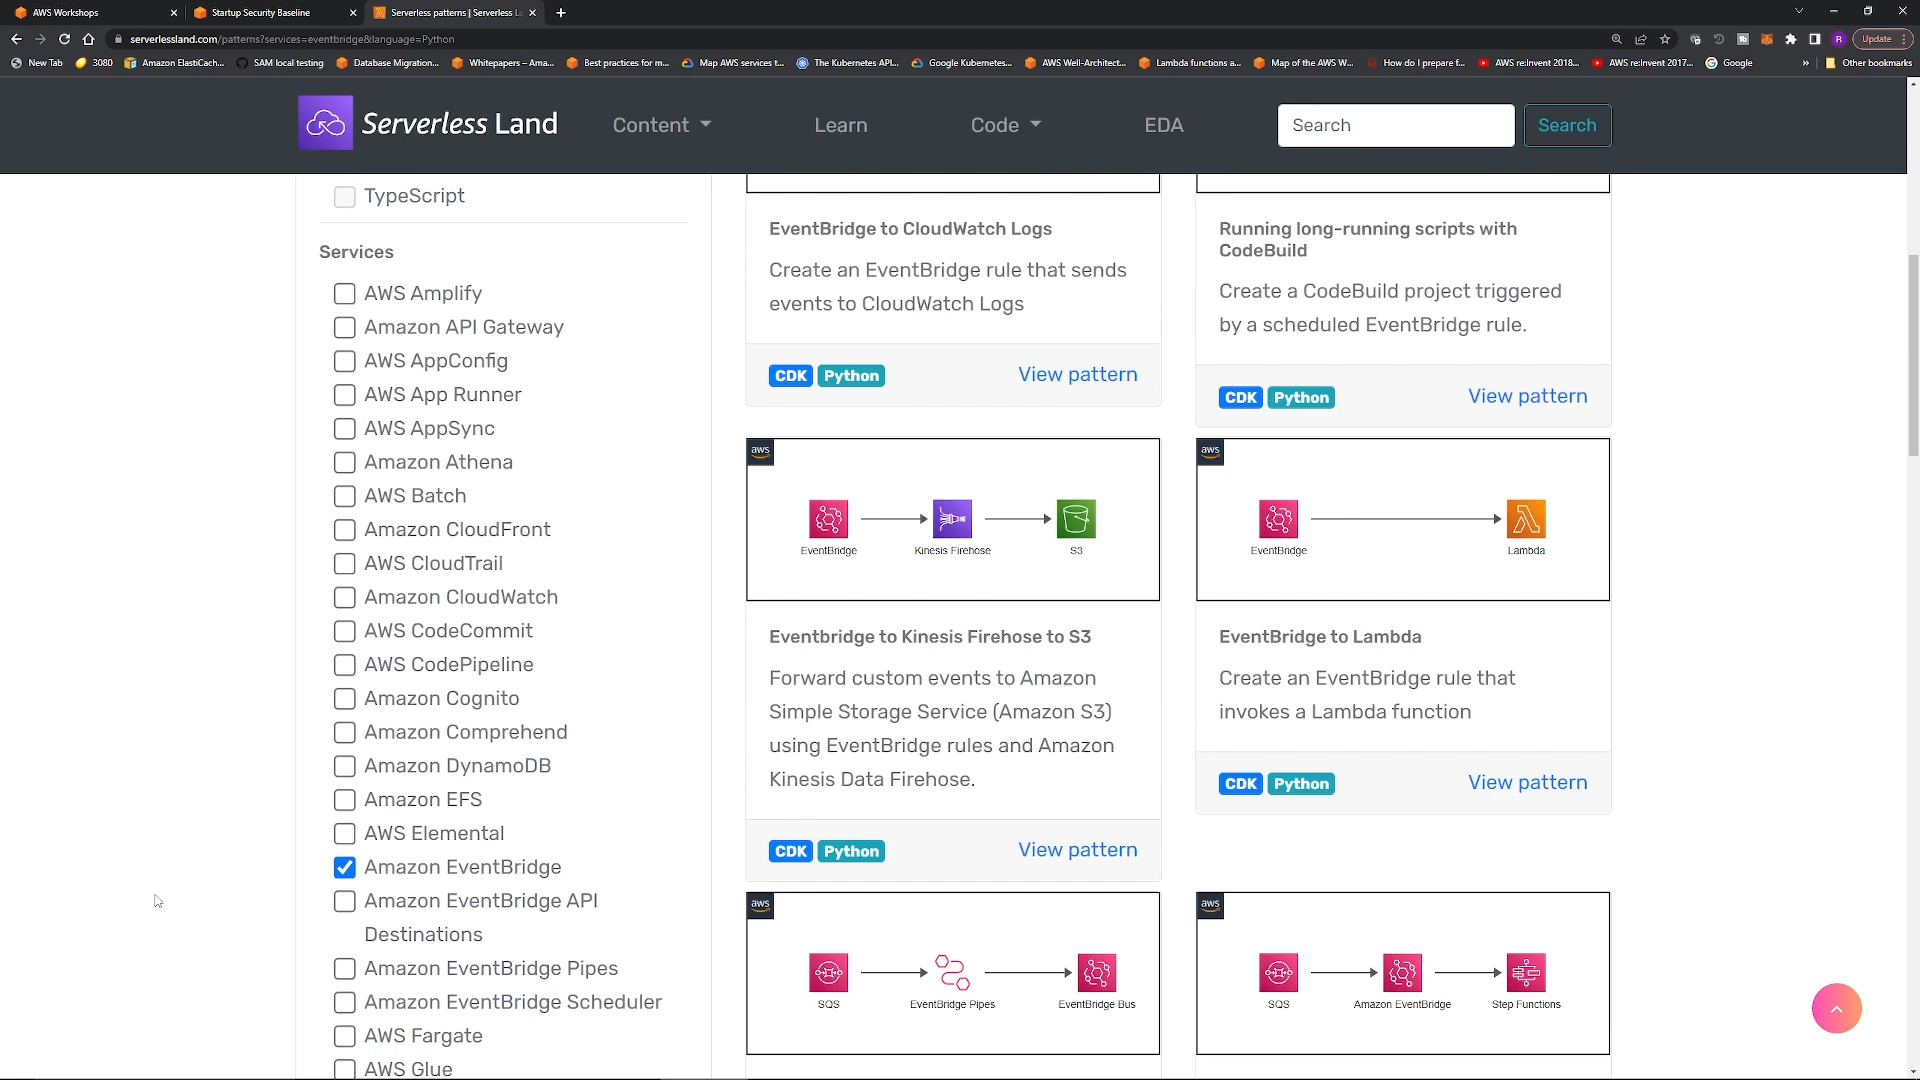 AWS Workshops
Startup Security Baseline
Serverless patterns | Serverless L
serverlessland.com/patterns?services=eventbridge&language=Python
Update
New Tab
3080
Amazon ElastiCach...
SAM local testing
Database Migration...
Whitepapers – Ama...
Best practices for m...
Map AWS services t...
The Kubernetes API...
Google Kubernetes...
AWS Well-Architect...
Lambda functions a...
Map of the AWS W...
How do I prepare f...
AWS re:Invent 2018...
AWS re:Invent 2017...
Google
»
Other bookmarks
Serverless Land
Content
Learn
Code
EDA
Search
Search
TypeScript
Services
AWS Amplify
Amazon API Gateway
AWS AppConfig
AWS App Runner
AWS AppSync
Amazon Athena
AWS Batch
Amazon CloudFront
AWS CloudTrail
Amazon CloudWatch
AWS CodeCommit
AWS CodePipeline
Amazon Cognito
Amazon Comprehend
Amazon DynamoDB
Amazon EFS
AWS Elemental
Amazon EventBridge
Amazon EventBridge API
Destinations
Amazon EventBridge Pipes
Amazon EventBridge Scheduler
AWS Fargate
AWS Glue
EventBridge to CloudWatch Logs
Create an EventBridge rule that sends
events to CloudWatch Logs
CDK Python View pattern
Running long-running scripts with
CodeBuild
Create a CodeBuild project triggered
by a scheduled EventBridge rule.
CDK Python View pattern
aws
EventBridge Kinesis Firehose S3
Eventbridge to Kinesis Firehose to S3
Forward custom events to Amazon
Simple Storage Service (Amazon S3)
using EventBridge rules and Amazon
Kinesis Data Firehose.
CDK Python View pattern
aws
EventBridge Lambda
EventBridge to Lambda
Create an EventBridge rule that
invokes a Lambda function
CDK Python View pattern
aws
SQS EventBridge Pipes EventBridge Bus
aws
SQS Amazon EventBridge Step Functions